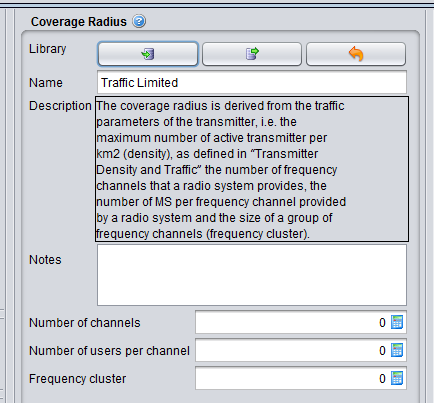 Coverage Radius
Library
Name
Traffic Limited
Description
The coverage radius is derived from the traffic
parameters of the transmitter, i.e. the
maximum number of active transmitter per
km2 (density), as defined in "Transmitter
Density and Traffic" the number of frequency
channels that a radio system provides, the
number of MS per frequency channel provided
by a radio system and the size of a group of
frequency channels (frequency cluster).
Notes
Number of channels 0
Number of users per channel 0
Frequency cluster 0